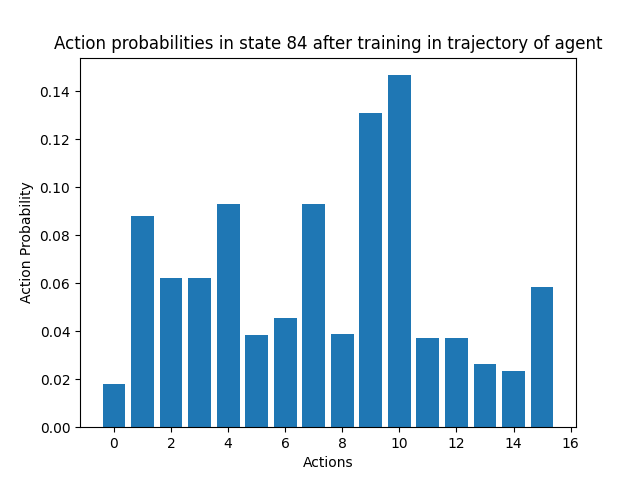 Action probabilities in state 84 after training in trajectory of agent
0.14
0.12
0.10
0.08
0.06
0.04
0.02
0.00
Action Probability
0 2 4 6 8 10 12 14 16
Actions